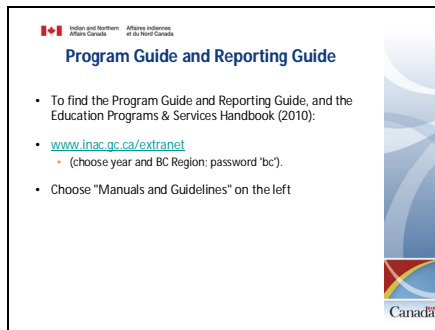 Indian and Northern Affaires indiennes
Affairs Canada et du Nord Canada
Program Guide and Reporting Guide
• To find the Program Guide and Reporting Guide, and the
Education Programs & Services Handbook (2010):
• www.inac.gc.ca/extranet
• (choose year and BC Region; password 'bc').
• Choose "Manuals and Guidelines" on the left
Canada